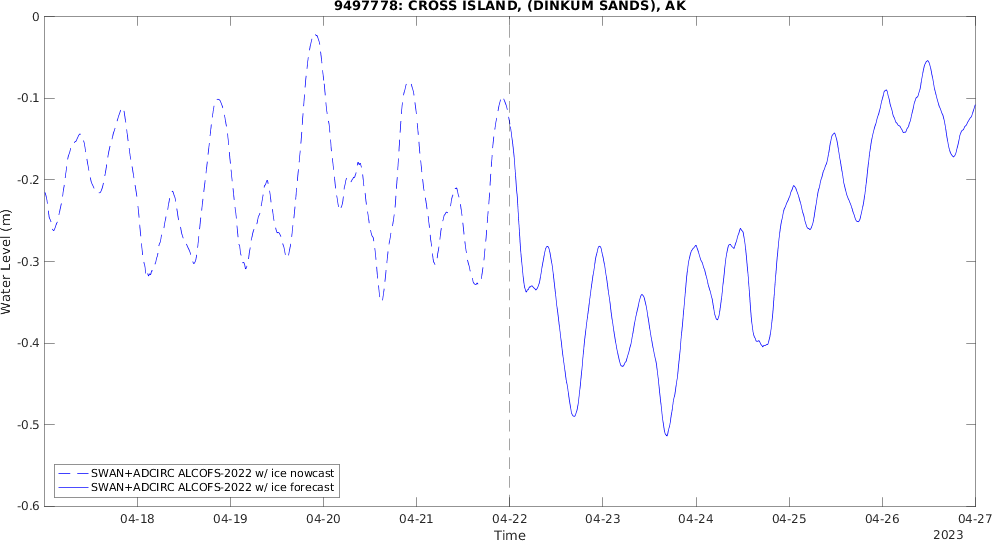 9497778: CROSS ISLAND, (DINKUM SANDS), AK
0
-0.1
-0.2
-0.3
-0.4
-0.5
-0.6
Water Level (m)
SWAN+ADCIRC ALCOFS-2022 w/ ice nowcast
SWAN+ADCIRC ALCOFS-2022 w/ ice forecast
04-18 04-19 04-20 04-21 04-22 04-23 04-24 04-25 04-26 04-27
Time
2023